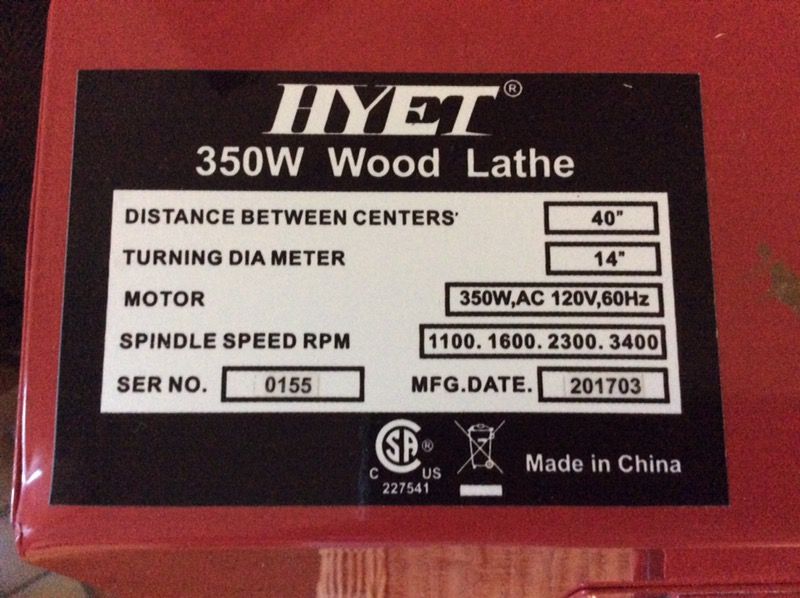 HYET®
350W Wood Lathe
DISTANCE BETWEEN CENTERS' 40"
TURNING DIA METER 14"
MOTOR 350W,AC 120V,60Hz
SPINDLE SPEED RPM 1100. 1600. 2300. 3400
SER NO. 0155 MFG.DATE. 201703
CSA®
C US
227541
Made in China